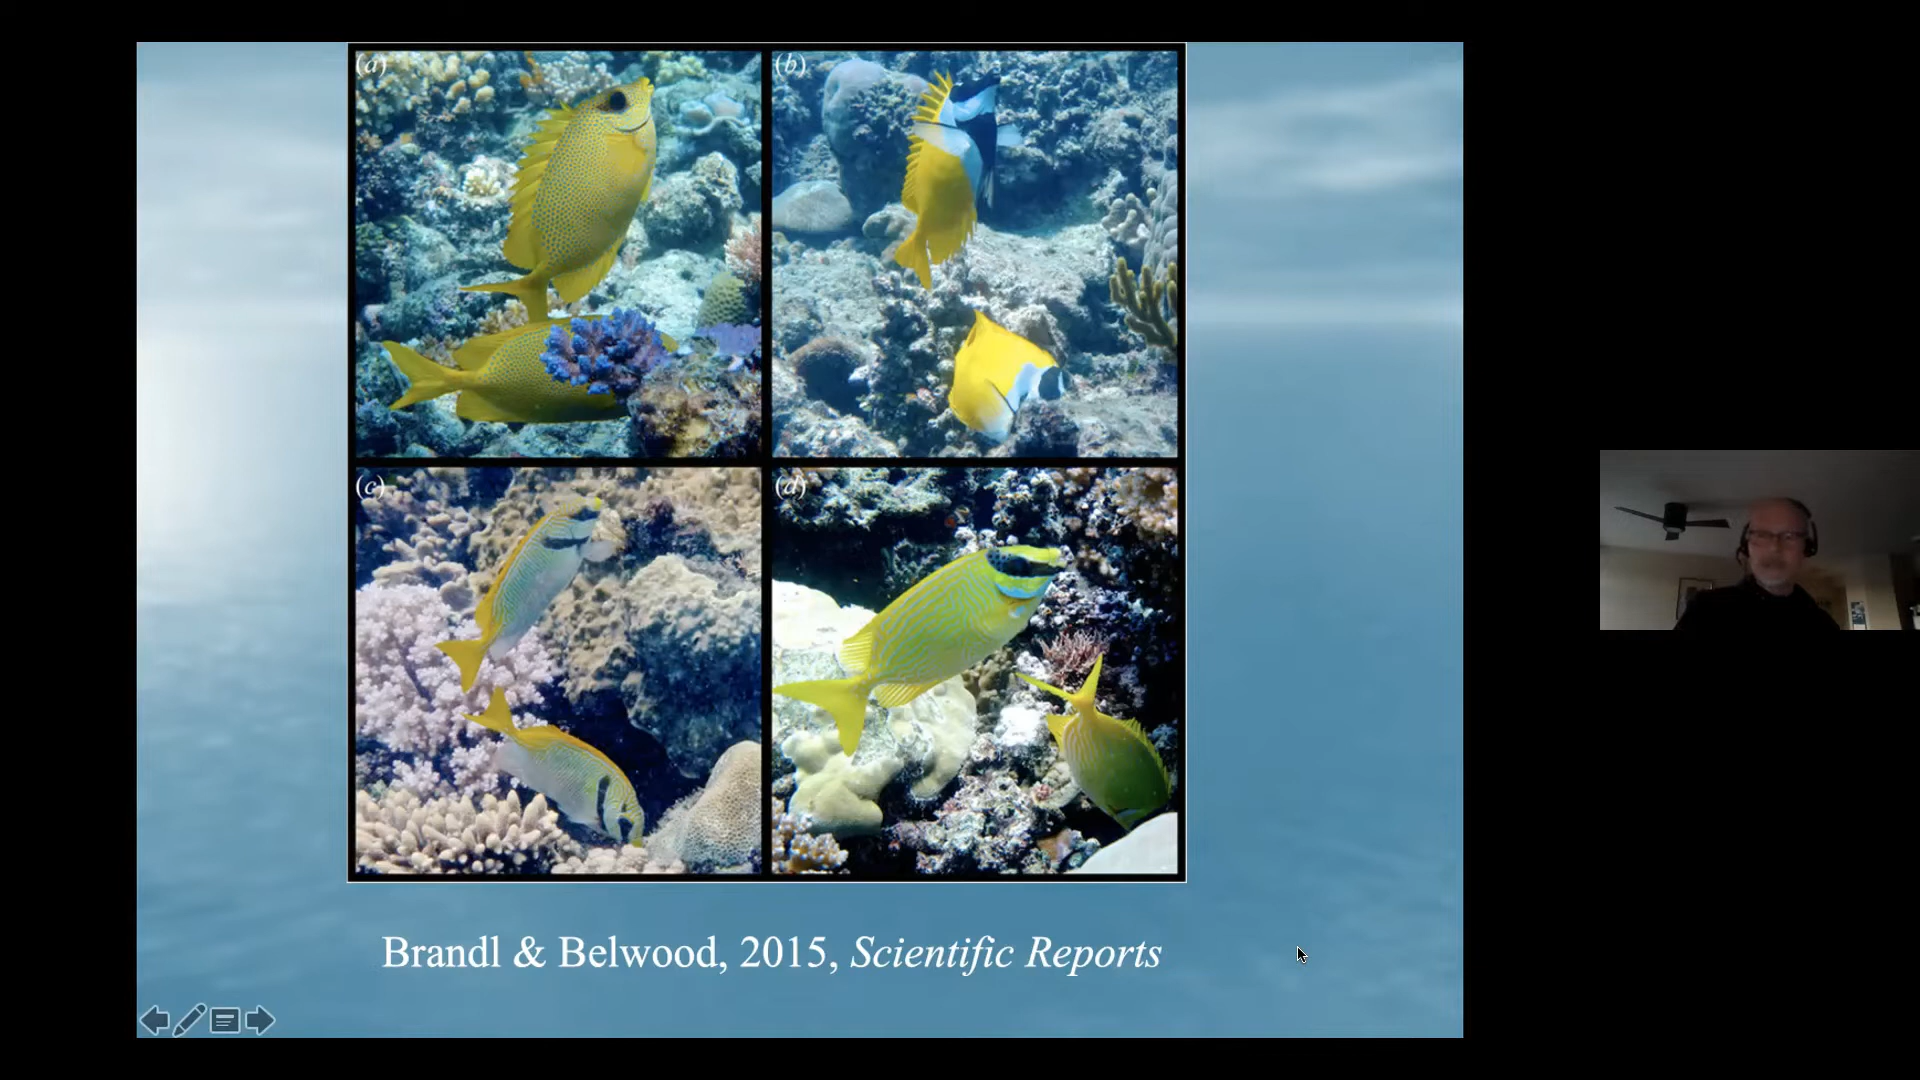 (a)
(b)
(c)
(d)
Brandl & Belwood, 2015, Scientific Reports